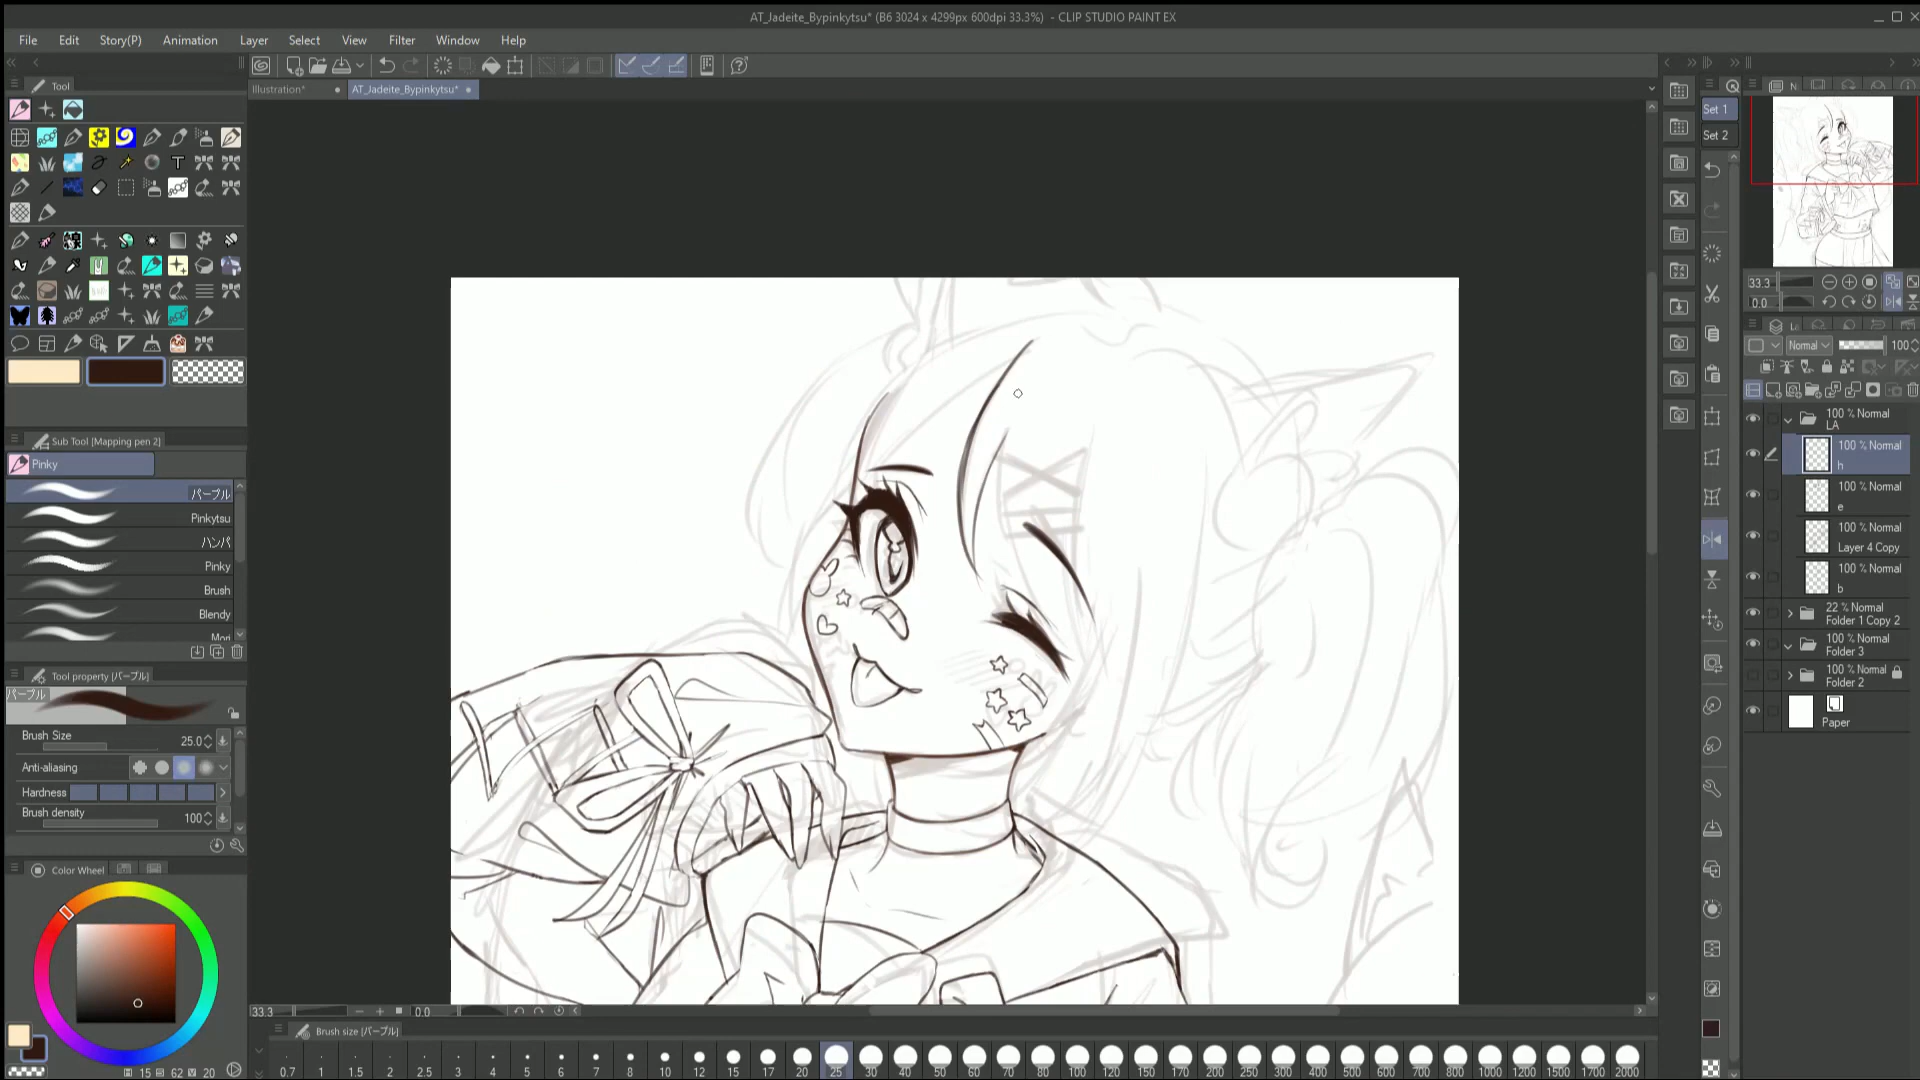 AT_Jadeite_Bypinkytsu* (B6 3024 x 4299px 600dpi 33.3%) - CLIP STUDIO PAINT EX
File Edit Story(P) Animation Layer Select View Filter Window Help
Tool
Illustration*
AT_Jadeite_Bypinkytsu*
Sub Tool [Mapping pen 2]
Pinky
パープル
Pinkytsu
ハンパ
Pinky
Brush
Blendy
Tool property [パープル]
パープル
Brush Size 25.0
Anti-aliasing
Hardness
Brush density 100
Color Wheel
15 62 20
33.3 0.0
Brush size [パープル]
0.7 1 1.5 2 2.5 3 4 5 6 7 8 10 12 15 17 20 25 30 40 50 60 70 80 100 120 150 170 200 250 300 400 500 600 700 800 1000 1200 1500 1700 2000
Set 1
Set 2
N
33.3
0.0
Normal 100
100 % Normal
LA
100 % Normal
h
100 % Normal
e
100 % Normal
Layer 4 Copy
100 % Normal
b
22 % Normal
Folder 1 Copy 2
100 % Normal
Folder 3
100 % Normal
Folder 2
Paper